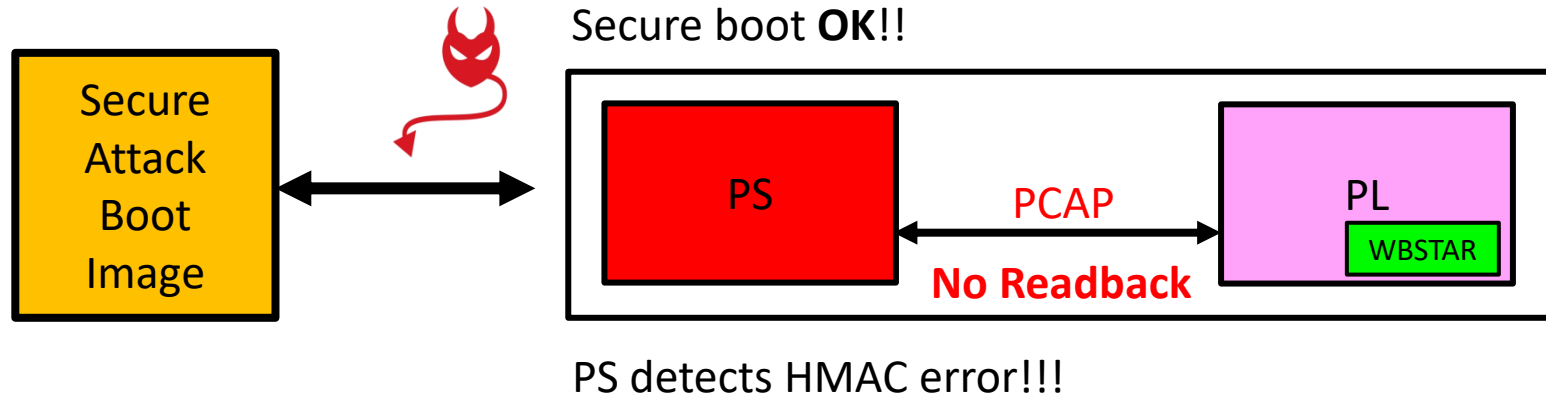 Secure boot OK!!
Secure
Attack
Boot
Image
PS
PCAP
No Readback
PL
WBSTAR
PS detects HMAC error!!!